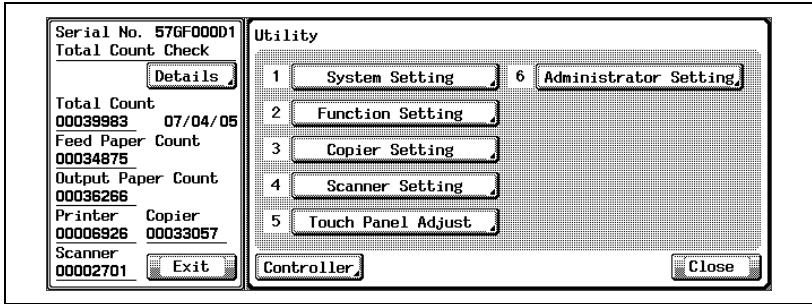 Serial No. 57GF000D1
Total Count Check
Details
Total Count
00039983 07/04/05
Feed Paper Count
00034875
Output Paper Count
00036266
Printer Copier
00006926 00033057
Scanner
00002701 Exit
Utility
1 System Setting
2 Function Setting
3 Copier Setting
4 Scanner Setting
5 Touch Panel Adjust
6 Administrator Setting
Controller
Close